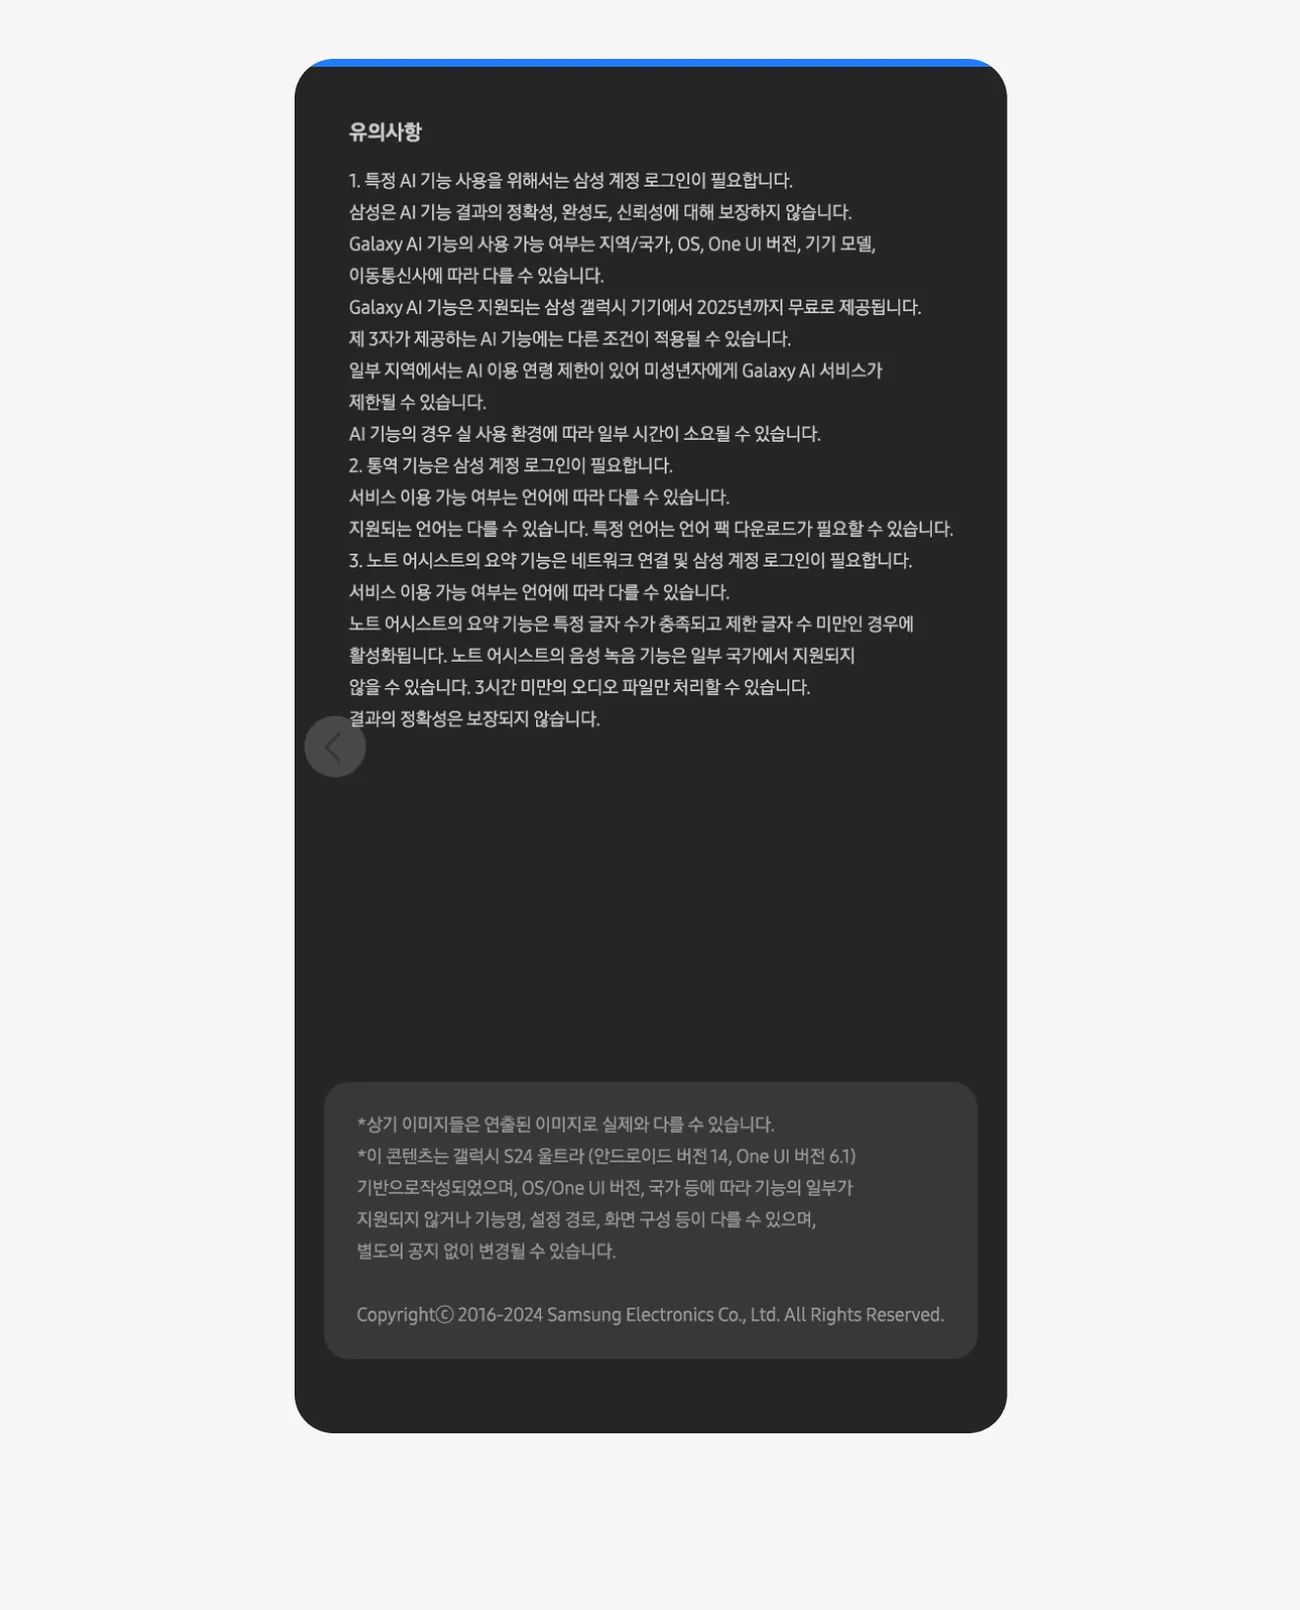 유의사항
1. 특정 AI 기능 사용을 위해서는 삼성 계정 로그인이 필요합니다.
삼성은 AI 기능 결과의 정확성, 완성도, 신뢰성에 대해 보장하지 않습니다.
Galaxy AI 기능의 사용 가능 여부는 지역/국가, OS, One UI 버전, 기기 모델,
이동통신사에 따라 다를 수 있습니다.
Galaxy AI 기능은 지원되는 삼성 갤럭시 기기에서 2025년까지 무료로 제공됩니다.
제 3자가 제공하는 AI 기능에는 다른 조건이 적용될 수 있습니다.
일부 지역에서는 AI 이용 연령 제한이 있어 미성년자에게 Galaxy AI 서비스가
제한될 수 있습니다.
AI 기능의 경우 실 사용 환경에 따라 일부 시간이 소요될 수 있습니다.
2. 통역 기능은 삼성 계정 로그인이 필요합니다.
서비스 이용 가능 여부는 언어에 따라 다를 수 있습니다.
지원되는 언어는 다를 수 있습니다. 특정 언어는 언어 팩 다운로드가 필요할 수 있습니다.
3. 노트 어시스트의 요약 기능은 네트워크 연결 및 삼성 계정 로그인이 필요합니다.
서비스 이용 가능 여부는 언어에 따라 다를 수 있습니다.
노트 어시스트의 요약 기능은 특정 글자 수가 충족되고 제한 글자 수 미만인 경우에
활성화됩니다. 노트 어시스트의 음성 녹음 기능은 일부 국가에서 지원되지
않을 수 있습니다. 3시간 미만의 오디오 파일만 처리할 수 있습니다.
결과의 정확성은 보장되지 않습니다.
*상기 이미지들은 연출된 이미지로 실제와 다를 수 있습니다.
*이 콘텐츠는 갤럭시 S24 울트라 (안드로이드 버전 14, One UI 버전 6.1)
기반으로작성되었으며, OS/One UI 버전, 국가 등에 따라 기능의 일부가
지원되지 않거나 기능명, 설정 경로, 화면 구성 등이 다를 수 있으며,
별도의 공지 없이 변경될 수 있습니다.
Copyrightⓒ 2016-2024 Samsung Electronics Co., Ltd. All Rights Reserved.